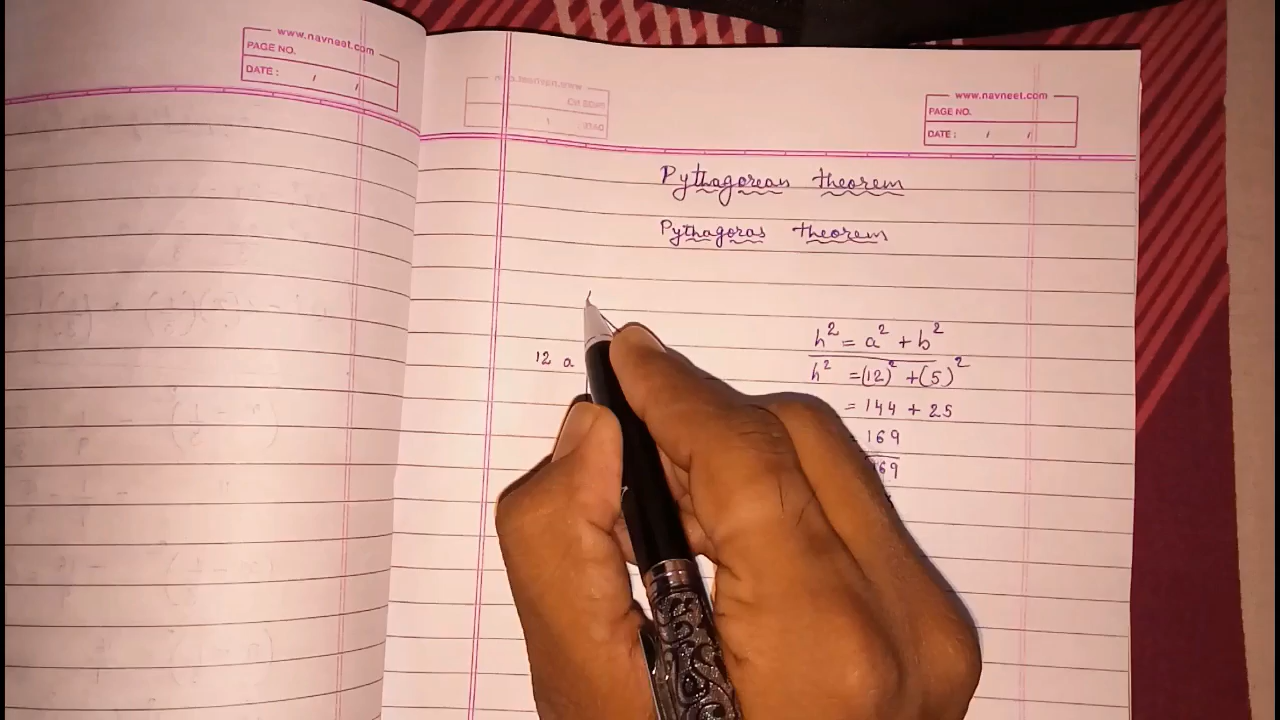 www.navneet.com
PAGE NO.
DATE : / /
www.navneet.com
PAGE NO.
DATE : / /
Pythagorean theorem
Pythagoras theorem
12 a
h² = a² + b²
h² = (12)² + (5)²
= 144 + 25
= 169
169